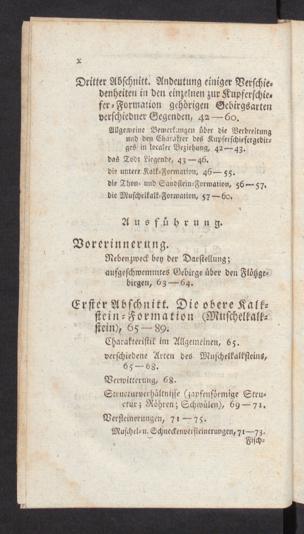 x
Dritter Abschnitt. Andeutung einiger Verschie-
denheiten in den einzelnen zur Kupferschie-
fer-Formation gehörigen Gebirgsarten
verschiedner Gegenden, 42—60.
Allgemeine Bemerkungen über die Verbreitung
und den Charakter des Kupferschiefergebir-
ges in localer Beziehung, 42—43.
das Todt Liegende, 43—46.
die untere Kalk-Formation, 46—55.
die Thon- und Sandstein-Formation, 56—57.
die Muschelkalk-Formation, 57—60.
Ausführung.
Vorerinnerung.
Nebenzweck bey der Darstellung;
aufgeschwemmtes Gebirge über den Flötzge-
birgen, 63—64.
Erster Abschnitt. Die obere Kalk-
stein-Formation (Muschelkalk-
stein), 65—89.
Charakteristik im Allgemeinen, 65.
verschiedene Arten des Muschelkalksteins,
65—68.
Verwitterung, 68.
Structurverhältnisse (zapfenförmige Struc-
ctur; Röhren; Schwülen), 69—71.
Versteinerungen, 71—75.
Muschel- u. Schneckenversteinerungen, 71—73.
Fisch-